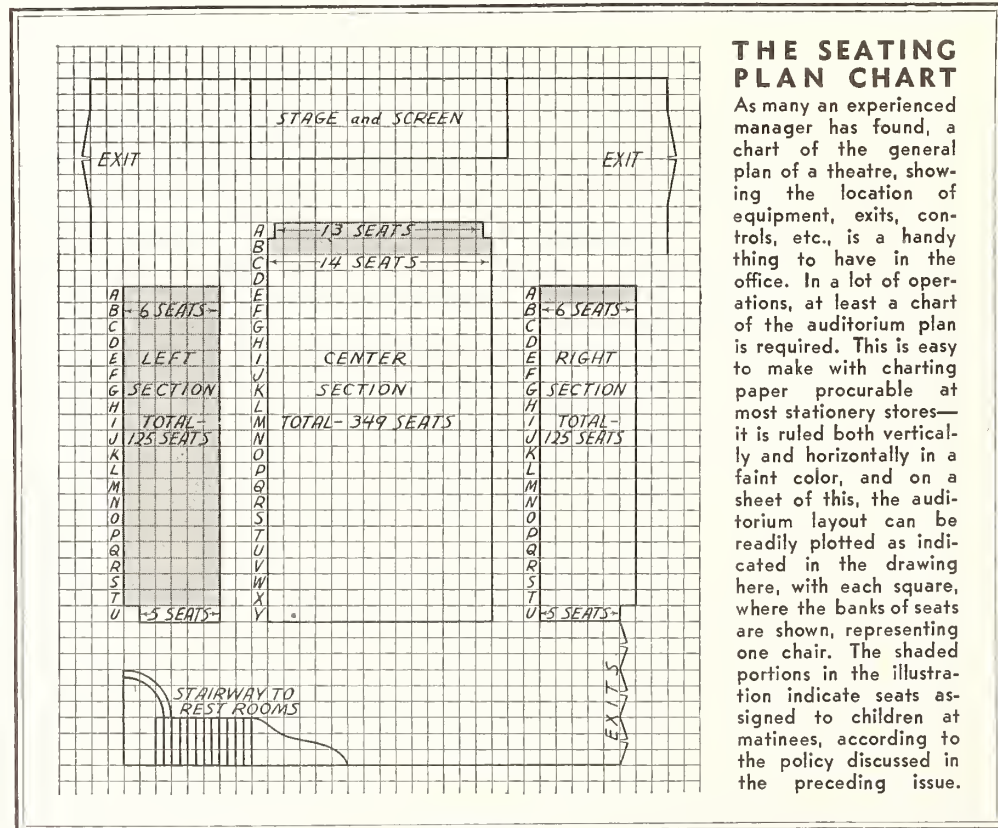 STAGE and SCREEN
EXIT
EXIT
A
B
C
D
E
F
G
H
I
J
K
L
M
N
O
P
Q
R
S
T
U
V
W
X
Y
13 SEATS
14 SEATS
CENTER
SECTION
TOTAL- 349 SEATS
A
B
C
D
E
F
G
H
I
J
K
L
M
N
O
P
Q
R
S
T
U
6 SEATS
LEFT
SECTION
TOTAL-
125 SEATS
5 SEATS
A
B
C
D
E
F
G
H
I
J
K
L
M
N
O
P
Q
R
S
T
U
6 SEATS
RIGHT
SECTION
TOTAL-
125 SEATS
5 SEATS
STAIRWAY TO
REST ROOMS
EXITS
THE SEATING
PLAN CHART
As many an experienced
manager has found, a
chart of the general
plan of a theatre, show-
ing the location of
equipment, exits, con-
trols, etc., is a handy
thing to have in the
office. In a lot of oper-
ations, at least a chart
of the auditorium plan
is required. This is easy
to make with charting
paper procurable at
most stationery stores—
it is ruled both vertical-
ly and horizontally in a
faint color, and on a
sheet of this, the audi-
torium layout can be
readily plotted as indi-
cated in the drawing
here, with each square,
where the banks of seats
are shown, representing
one chair. The shaded
portions in the illustra-
tion indicate seats as-
signed to children at
matinees, according to
the policy discussed in
the preceding issue.